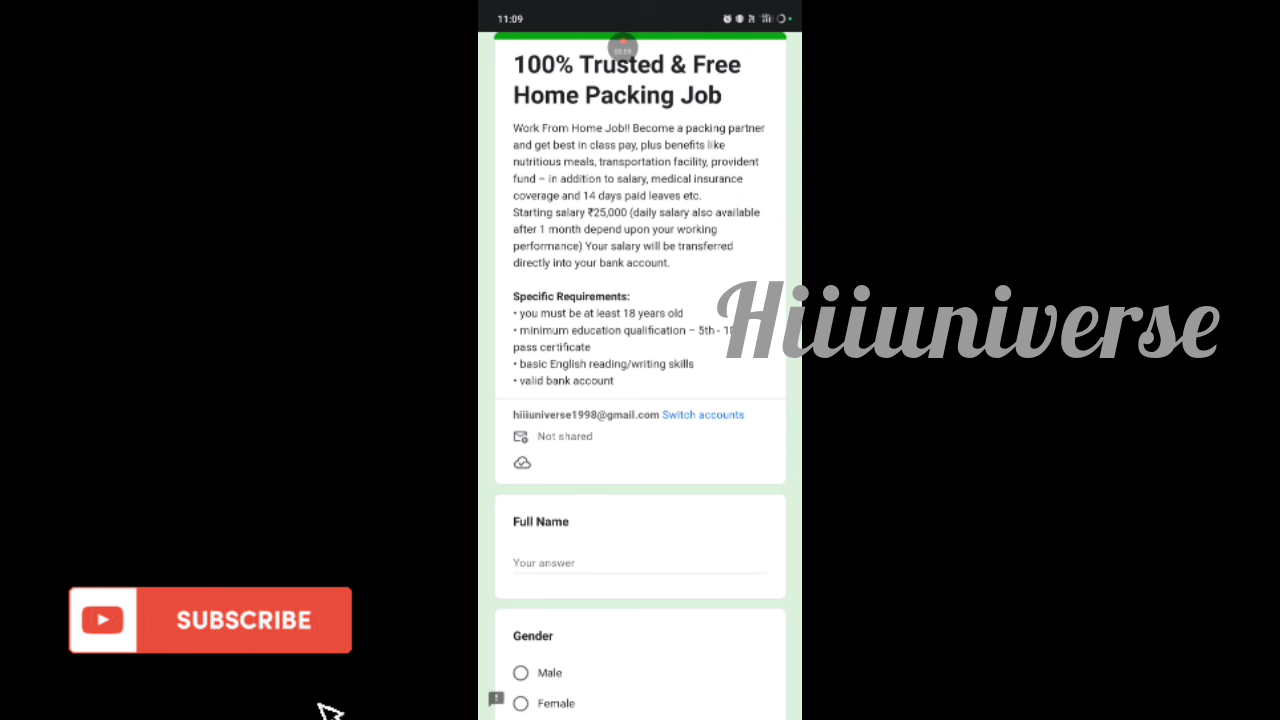 11:09
100% Trusted & Free
Home Packing Job
Work From Home Job!! Become a packing partner
and get best in class pay, plus benefits like
nutritious meals, transportation facility, provident
fund – in addition to salary, medical insurance
coverage and 14 days paid leaves etc.
Starting salary ₹25,000 (daily salary also available
after 1 month depend upon your working
performance) Your salary will be transferred
directly into your bank account.
Specific Requirements:
• you must be at least 18 years old
• minimum education qualification – 5th -
pass certificate
• basic English reading/writing skills
• valid bank account
Hiiiuniverse
hiiiuniverse1998@gmail.com Switch accounts
Not shared
Full Name
Your answer
SUBSCRIBE
Gender
Male
Female